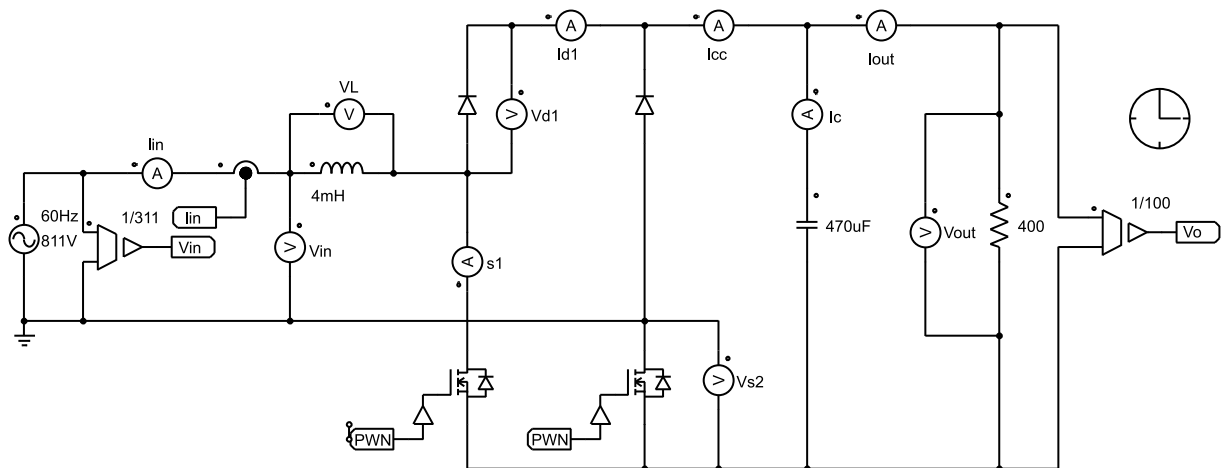 A
Id1
A
Icc
A
Iout
VL
V
V
Vd1
A
Ic
Iin
A
4mH
60Hz
811V
1/311
Iin
Vin
V
Vin
A
s1
470uF
V
Vout
400
1/100
Vo
V
Vs2
PWN
PWN